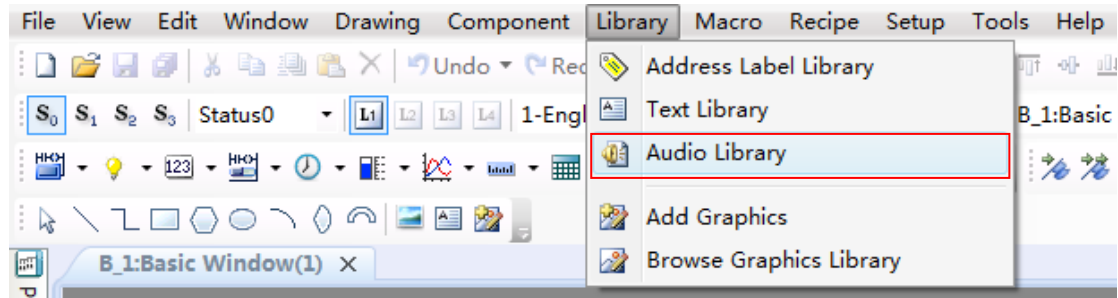 File View Edit Window Drawing Component Library Macro Recipe Setup Tools Help
Undo Rec
Address Label Library
S0 S1 S2 S3 Status0 L1 L2 L3 L4 1-Engl
Text Library
B_1:Basic
123
Audio Library
Add Graphics
B_1:Basic Window(1)
Browse Graphics Library
P